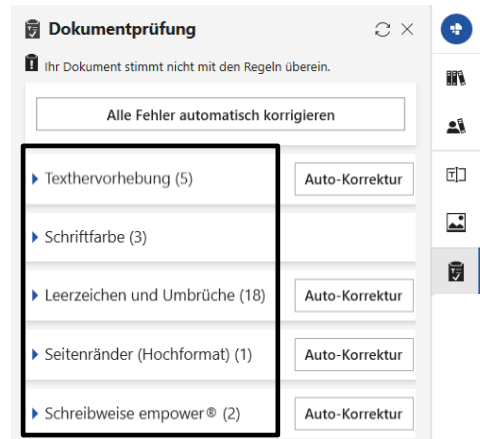 Dokumentprüfung
Ihr Dokument stimmt nicht mit den Regeln überein.
Alle Fehler automatisch korrigieren
Texthervorhebung (5) Auto-Korrektur
Schriftfarbe (3)
Leerzeichen und Umbrüche (18) Auto-Korrektur
Seitenränder (Hochformat) (1) Auto-Korrektur
Schreibweise empower® (2) Auto-Korrektur